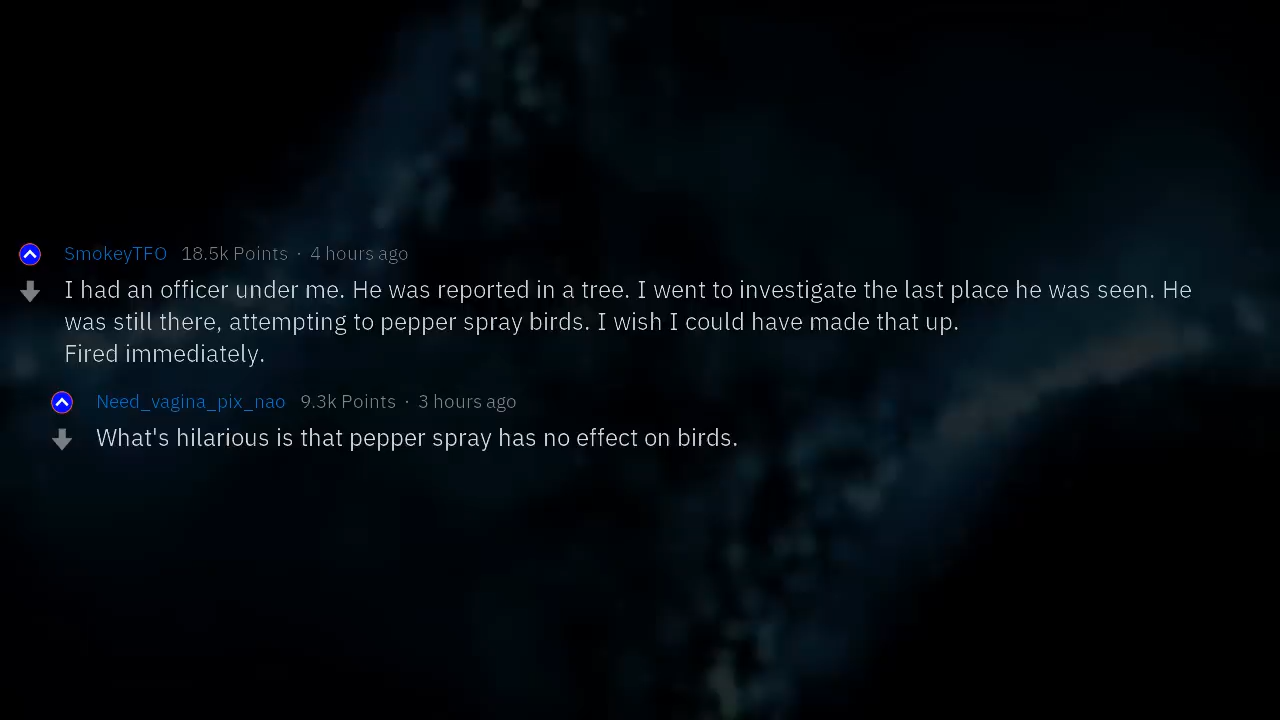 SmokeyTFO 18.5k Points · 4 hours ago
I had an officer under me. He was reported in a tree. I went to investigate the last place he was seen. He
was still there, attempting to pepper spray birds. I wish I could have made that up.
Fired immediately.
Need_vagina_pix_nao 9.3k Points · 3 hours ago
What's hilarious is that pepper spray has no effect on birds.